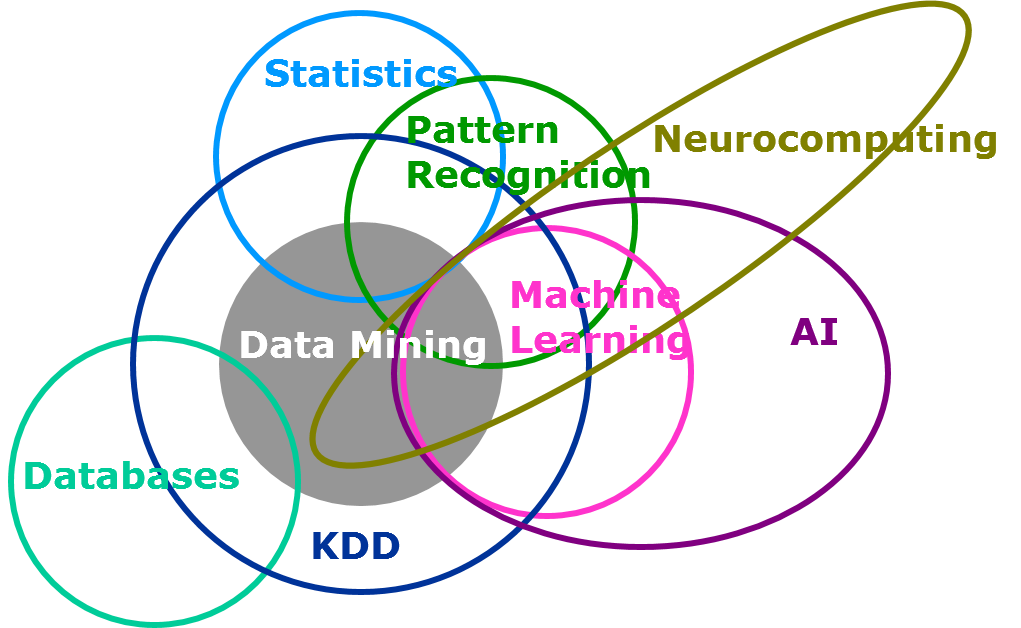 Statistics
Pattern
Recognition
Neurocomputing
Machine
Learning
AI
Data Mining
Databases
KDD